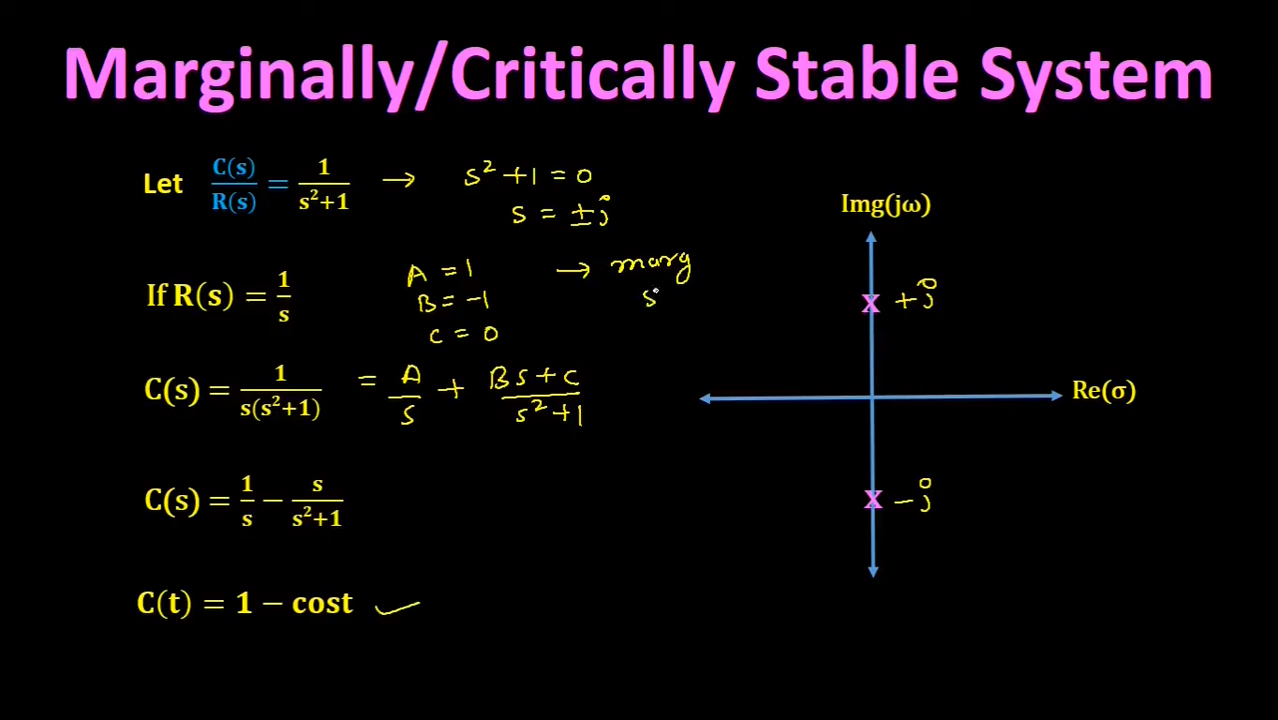 Marginally/Critically Stable System
Let C(s)/R(s) = 1/(s²+1) → s²+1 = 0
s = ±j
If R(s) = 1/s
A = 1
B = -1
C = 0
→ marg
s
C(s) = 1/(s(s²+1)) = A/s + (Bs+C)/(s²+1)
C(s) = 1/s − s/(s²+1)
C(t) = 1 − cost ✓
Img(jω)
X +j
Re(σ)
X −j